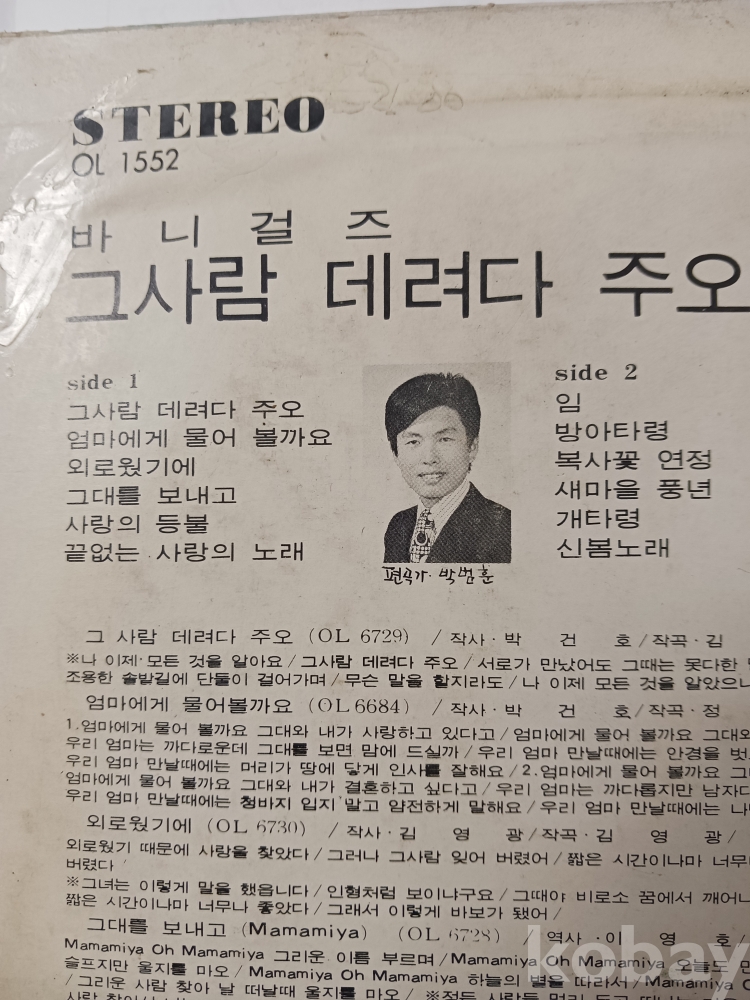 STEREO
OL 1552
바니걸즈
그사람 데려다 주오
side 1
그사람 데려다 주오
엄마에게 물어 볼까요
외로웠기에
그대를 보내고
사랑의 등불
끝없는 사랑의 노래
편곡가·박범훈
side 2
임
방아타령
복사꽃 연정
새마을 풍년
개타령
신봄노래
그 사람 데려다 주오 (OL 6729) / 작사·박 건 호/작곡·김
※나 이제 모든 것을 알아요/그사람 데려다 주오/서로가 만났어도 그때는 못다한
조용한 솔밭길에 단둘이 걸어가며/무슨 말을 할지라도/나 이제 모든 것을 알았으니
엄마에게 물어볼까요 (OL 6684) / 작사·박 건 호/작곡·정
1.엄마에게 물어 볼까요 그대와 내가 사랑하고 있다고/엄마에게 물어 볼까요 그대와
우리 엄마는 까다로운데 그대를 보면 맘에 드실까/우리 엄마 만날때에는 안경을 벗
우리 엄마 만날때에는 머리가 땅에 닿게 인사를 잘해요/2.엄마에게 물어 볼까요 그
엄마에게 물어 볼까요 그대와 내가 결혼하고 싶다고/우리 엄마는 까다롭지만 남자다
우리 엄마 만날때에는 청바지 입지 말고 얌전하게 말해요/우리 엄마 만날때에는 나
외로웠기에 (OL 6730) / 작사·김 영 광/작곡·김 영 광/
외로웠기 때문에 사랑을 찾았다/그러나 그사람 잊어 버렸어/짧은 시간이나마 너무
버렸다
※그녀는 이렇게 말을 했읍니다/인형처럼 보이냐구요/그때야 비로소 꿈에서 깨어나
짧은 시간이나마 너무나 좋았다/그래서 이렇게 바보가 됐어/
그대를 보내고 (Mamamiya) (OL 6728) / 역사·이 영 호/
Mamamiya Oh Mamamiya 그리운 이름 부르며/Mamamiya Oh Mamamiya 오늘도
슬프지만 울지를 마오/Mamamiya Oh Mamamiya 하늘의 별을 따라서/Mamamiya O
/그리운 사람 찾아 날 떠날때 울지를 마오/
kobay